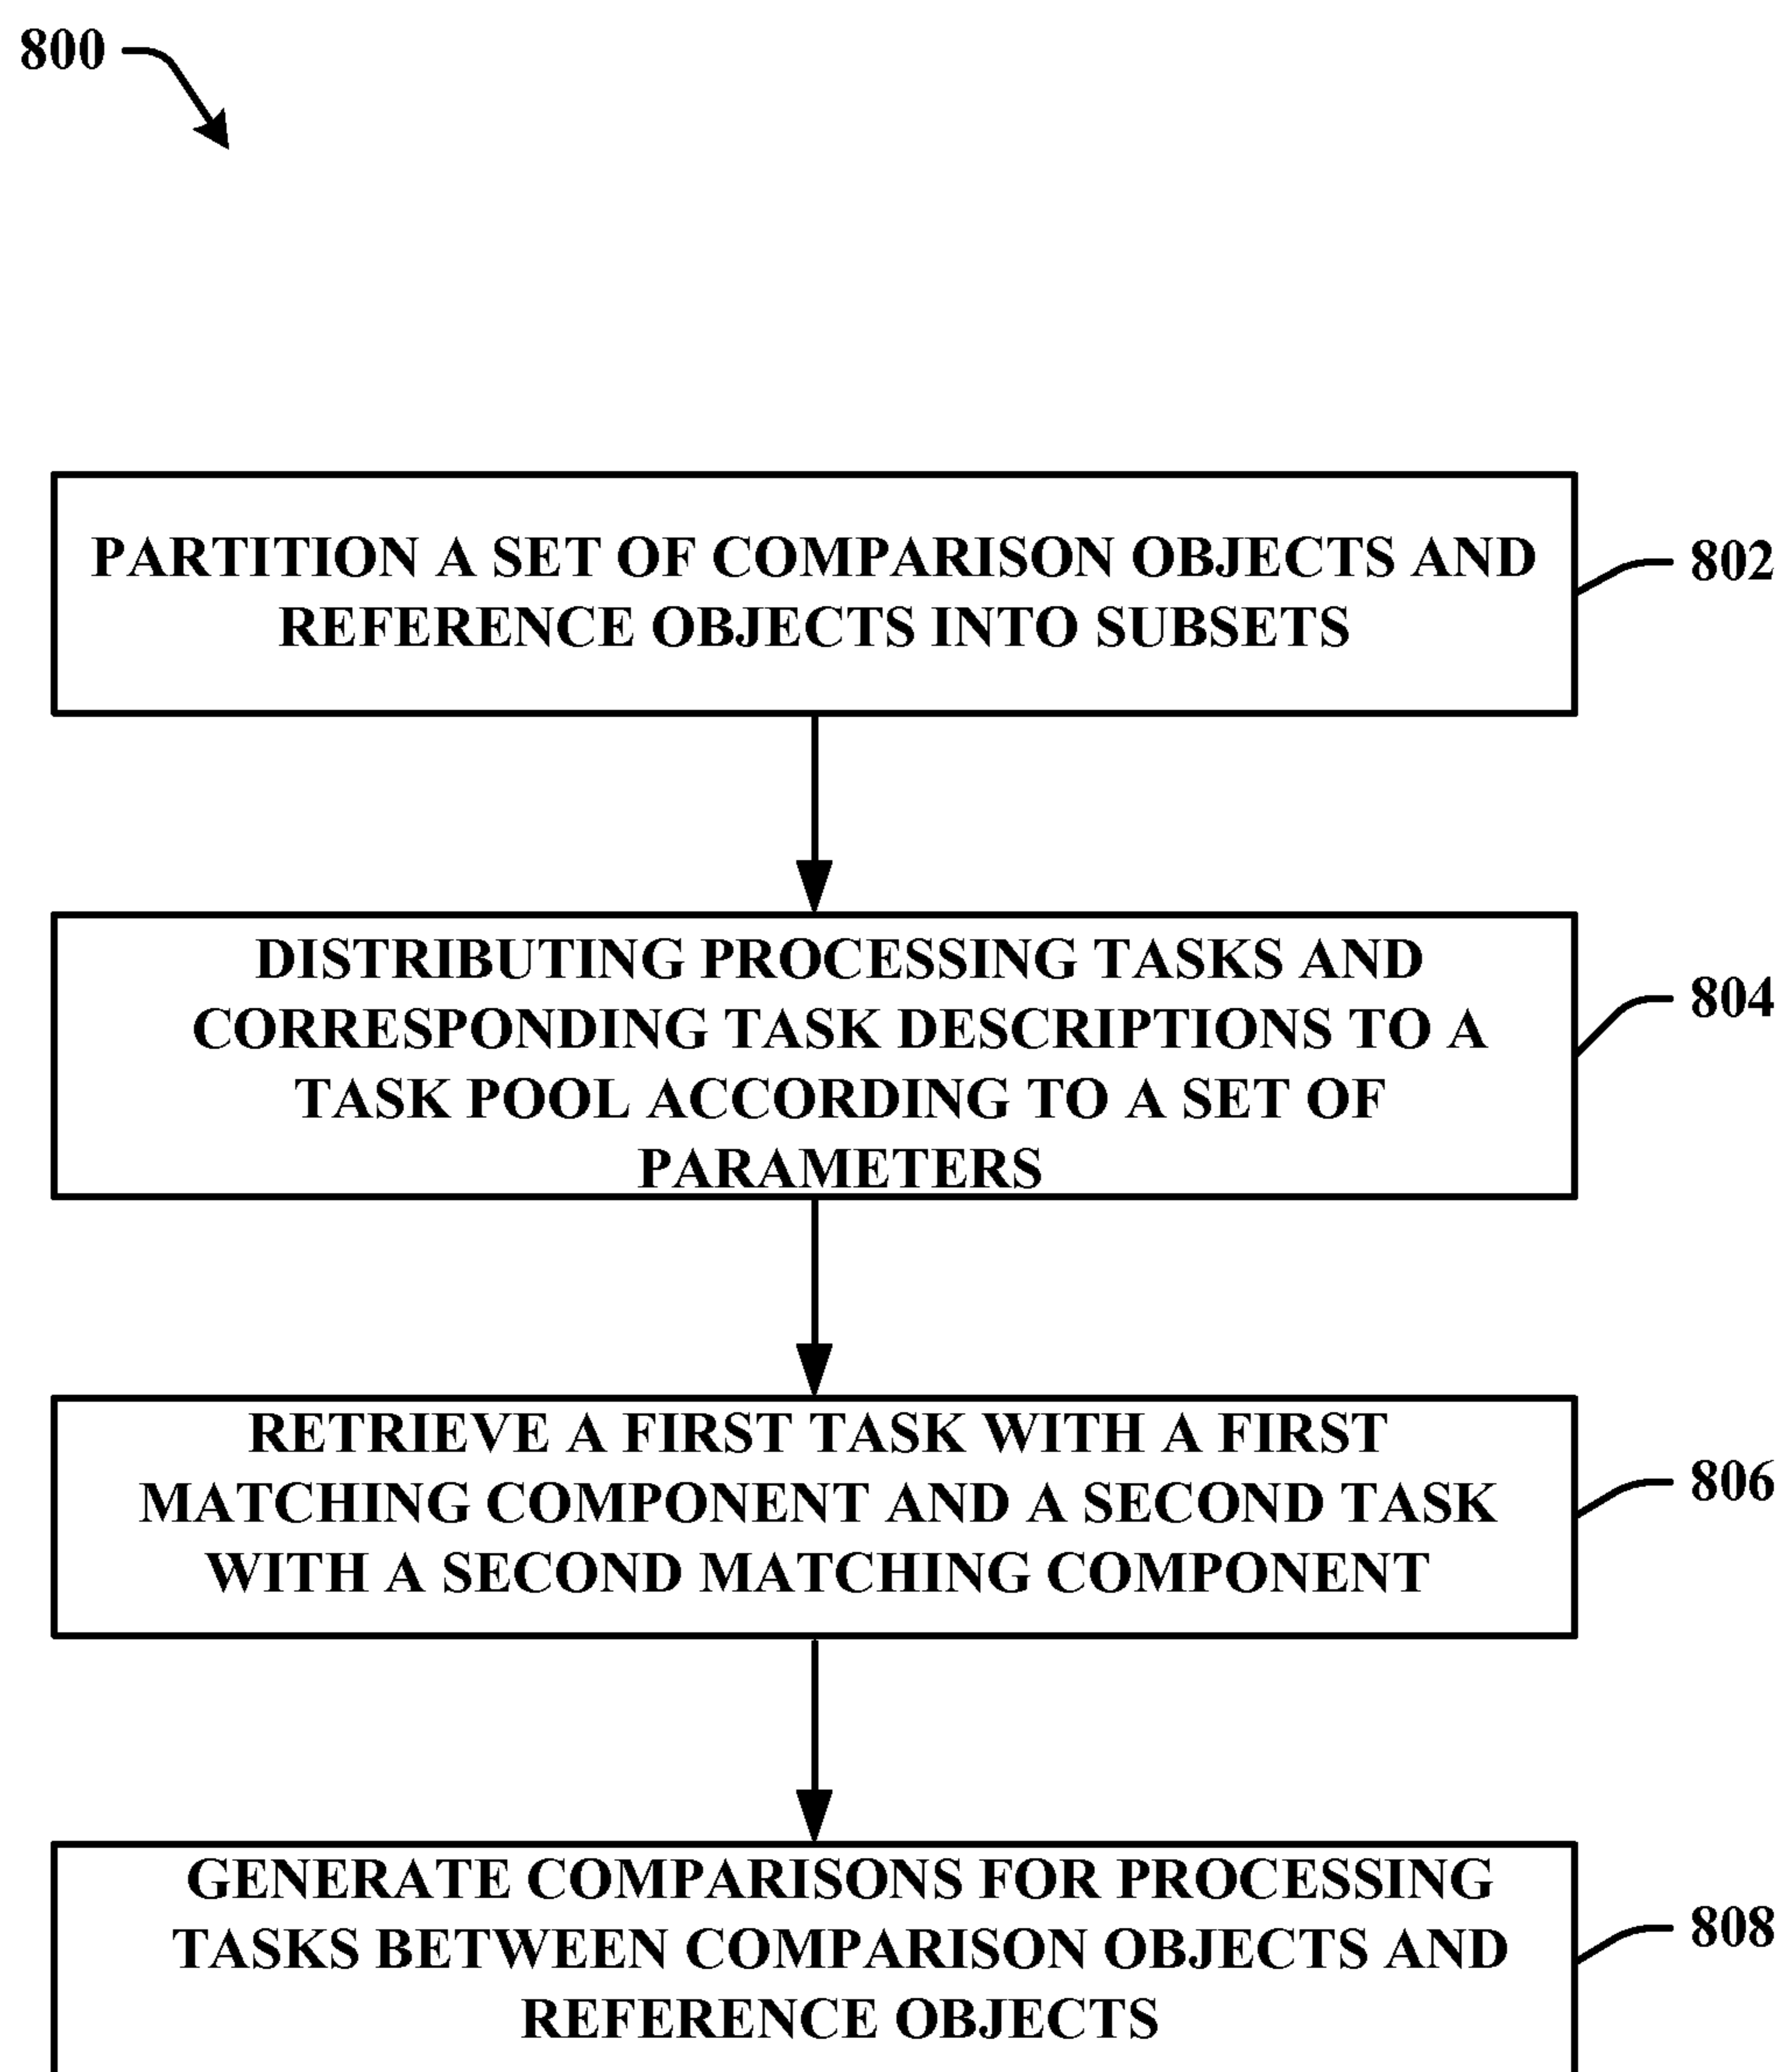 800
PARTITION A SET OF COMPARISON OBJECTS AND
REFERENCE OBJECTS INTO SUBSETS
802
DISTRIBUTING PROCESSING TASKS AND
CORRESPONDING TASK DESCRIPTIONS TO A
TASK POOL ACCORDING TO A SET OF
PARAMETERS
804
RETRIEVE A FIRST TASK WITH A FIRST
MATCHING COMPONENT AND A SECOND TASK
WITH A SECOND MATCHING COMPONENT
806
GENERATE COMPARISONS FOR PROCESSING
TASKS BETWEEN COMPARISON OBJECTS AND
REFERENCE OBJECTS
808